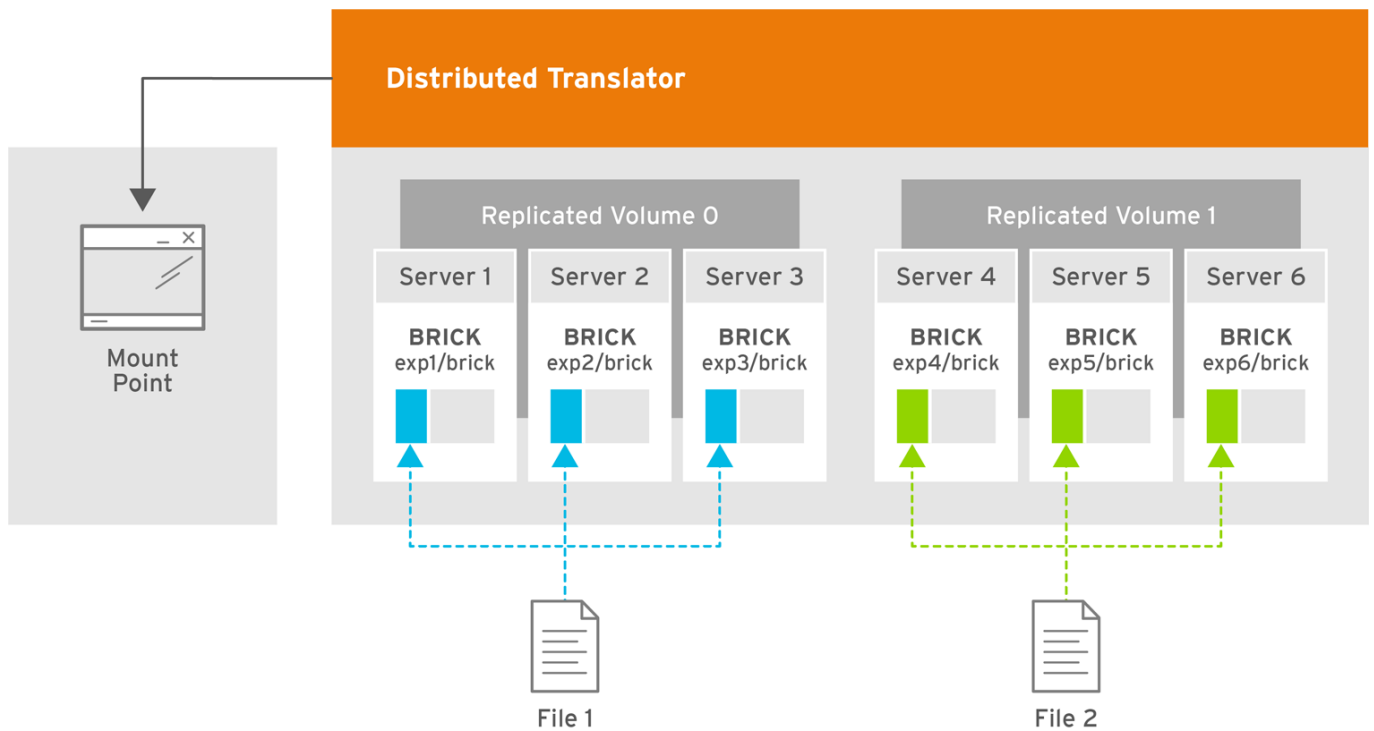 Distributed Translator
Mount
Point
Replicated Volume 0
Server 1
BRICK
exp1/brick
Server 2
BRICK
exp2/brick
Server 3
BRICK
exp3/brick
File 1
Replicated Volume 1
Server 4
BRICK
exp4/brick
Server 5
BRICK
exp5/brick
Server 6
BRICK
exp6/brick
File 2